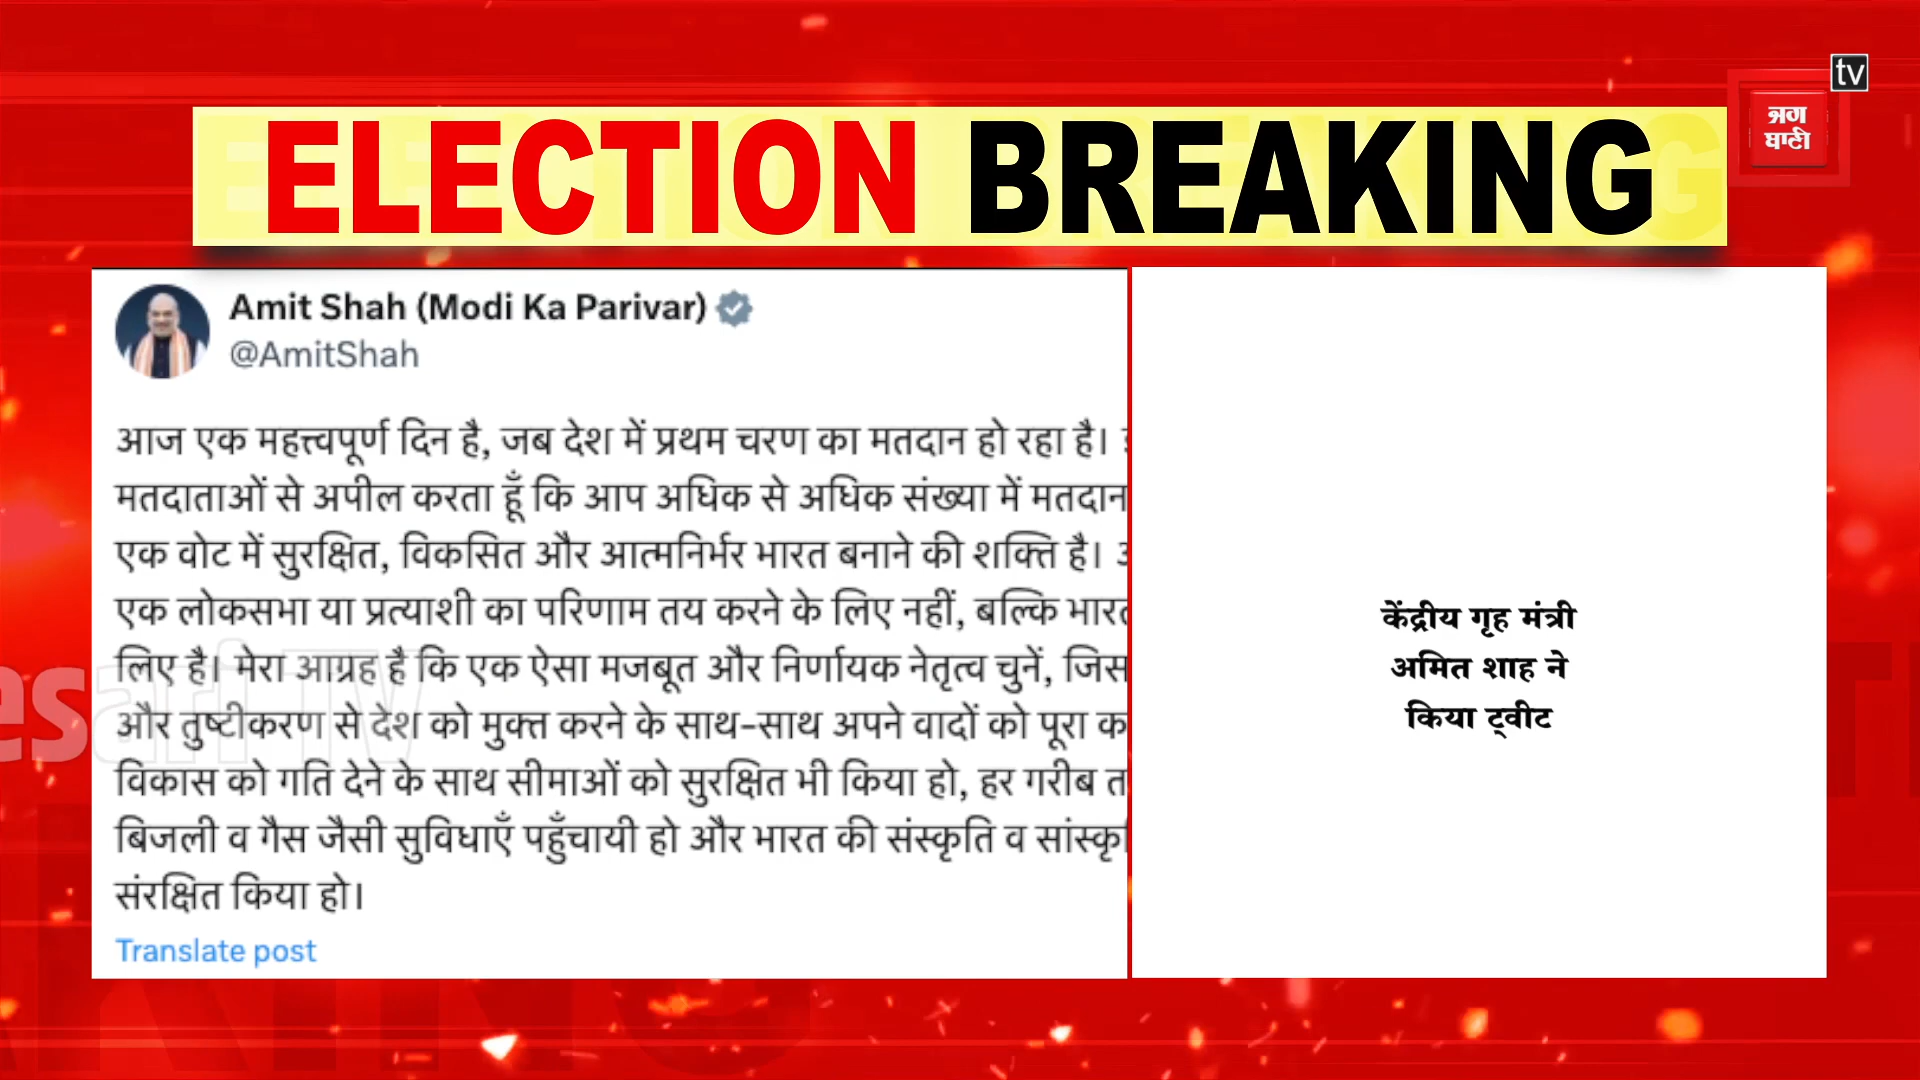 tv
ਜਗ
ਬਾਣੀ
ELECTION BREAKING
Amit Shah (Modi Ka Parivar)
@AmitShah
आज एक महत्त्वपूर्ण दिन है, जब देश में प्रथम चरण का मतदान हो रहा है।
मतदाताओं से अपील करता हूँ कि आप अधिक से अधिक संख्या में मतदान
एक वोट में सुरक्षित, विकसित और आत्मनिर्भर भारत बनाने की शक्ति है।
एक लोकसभा या प्रत्याशी का परिणाम तय करने के लिए नहीं, बल्कि भारत
लिए है। मेरा आग्रह है कि एक ऐसा मजबूत और निर्णायक नेतृत्व चुनें, जिस
और तुष्टीकरण से देश को मुक्त करने के साथ-साथ अपने वादों को पूरा क
विकास को गति देने के साथ सीमाओं को सुरक्षित भी किया हो, हर गरीब त
बिजली व गैस जैसी सुविधाएँ पहुँचायी हो और भारत की संस्कृति व सांस्कृ
संरक्षित किया हो।
Translate post
केंद्रीय गृह मंत्री
अमित शाह ने
किया ट्वीट
esari TV